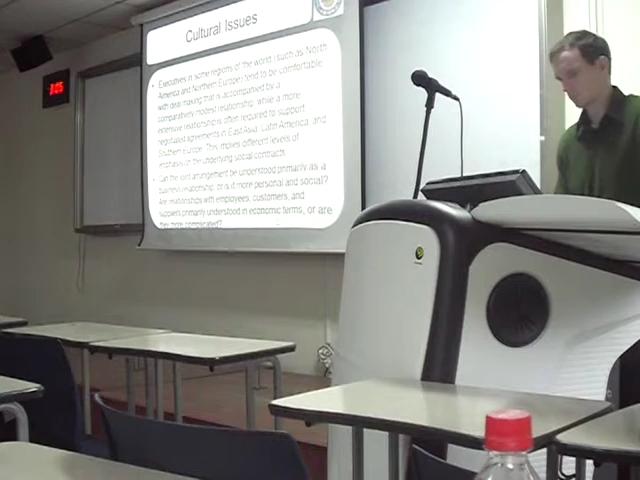 Cultural Issues
• Executives in some regions of the world (such as North
America and Northern Europe) tend to be comfortable
with deal making that is accompanied by a
comparatively modest relationship, while a more
extensive relationship is often required to support
negotiated agreements in East Asia, Latin America, and
Southern Europe. This implies different levels of
emphasis on the underlying social contracts.
• Can the joint arrangement be understood primarily as a
business relationship, or is it more personal and social?
Are relationships with employees, customers, and
suppliers primarily understood in economic terms, or are
they more complicated?